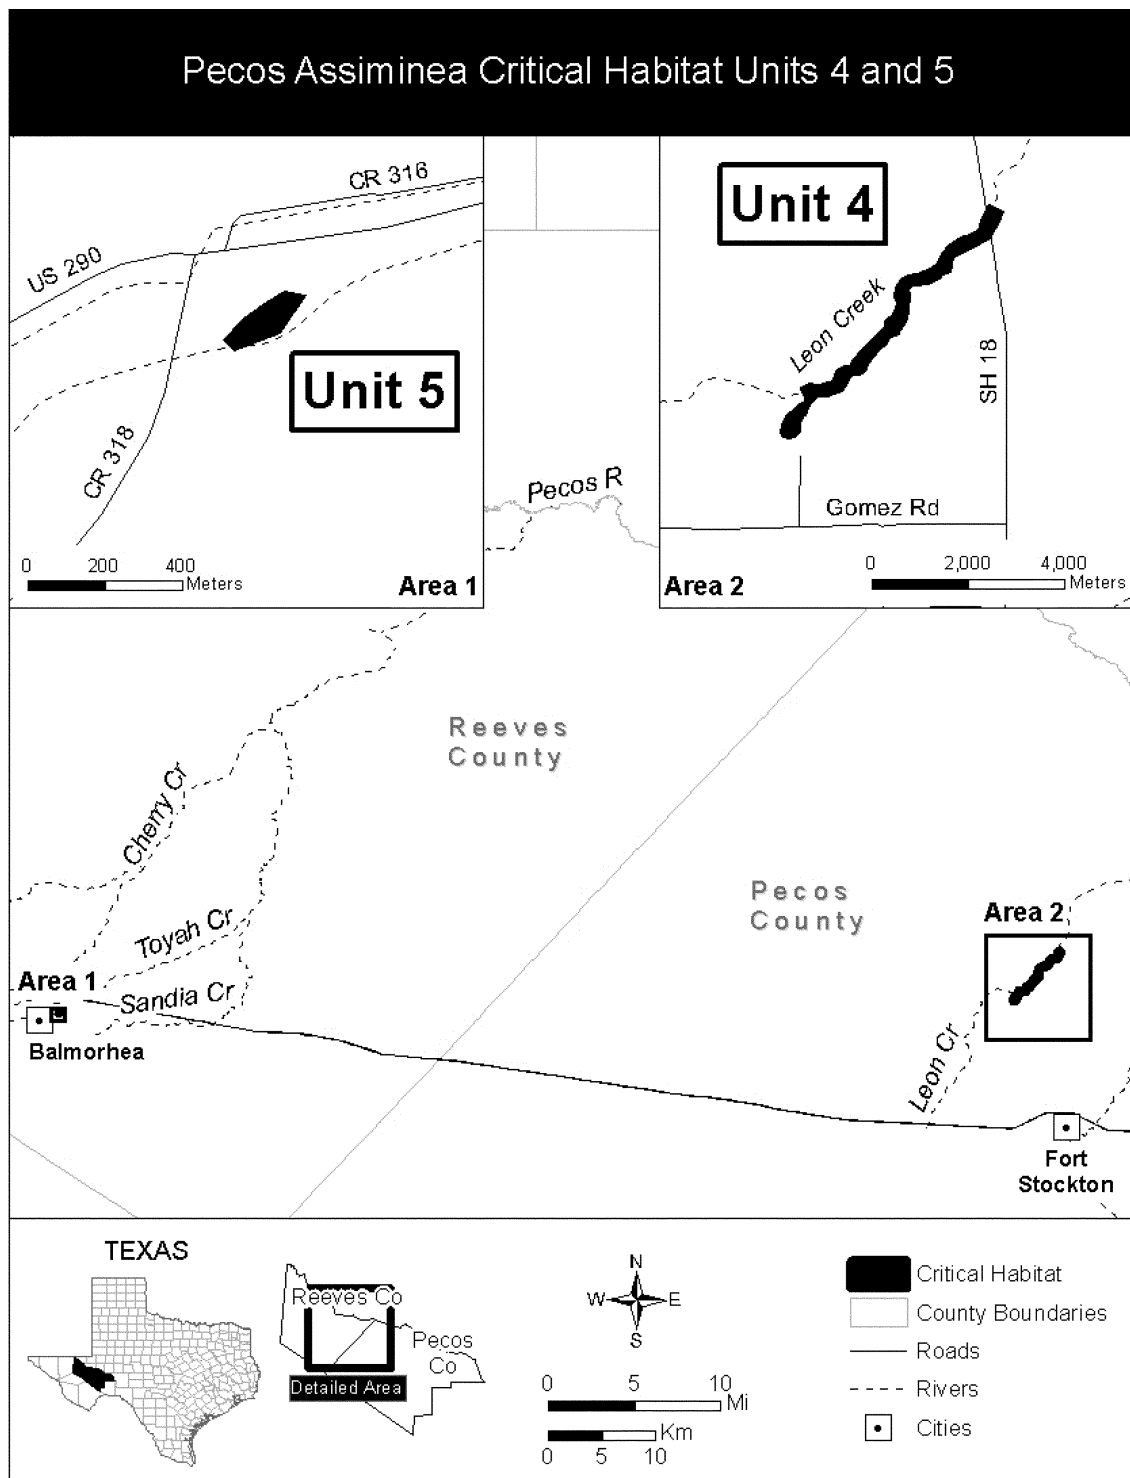 Pecos Assiminea Critical Habitat Units 4 and 5
CR 316
US 290
Unit 5
CR 318
0 200 400
Meters
Area 1
Unit 4
Leon Creek
SH 18
Gomez Rd
0 2,000 4,000
Meters
Area 2
Pecos R
Reeves
County
Cherry Cr
Pecos
County
Toyah Cr
Area 2
Area 1
Sandia Cr
Balmorhea
Leon Cr
Fort
Stockton
TEXAS
Reeves Co
Pecos
Co
Detailed Area
N
W E
S
0 5 10
Mi
Km
0 5 10
Critical Habitat
County Boundaries
Roads
Rivers
Cities